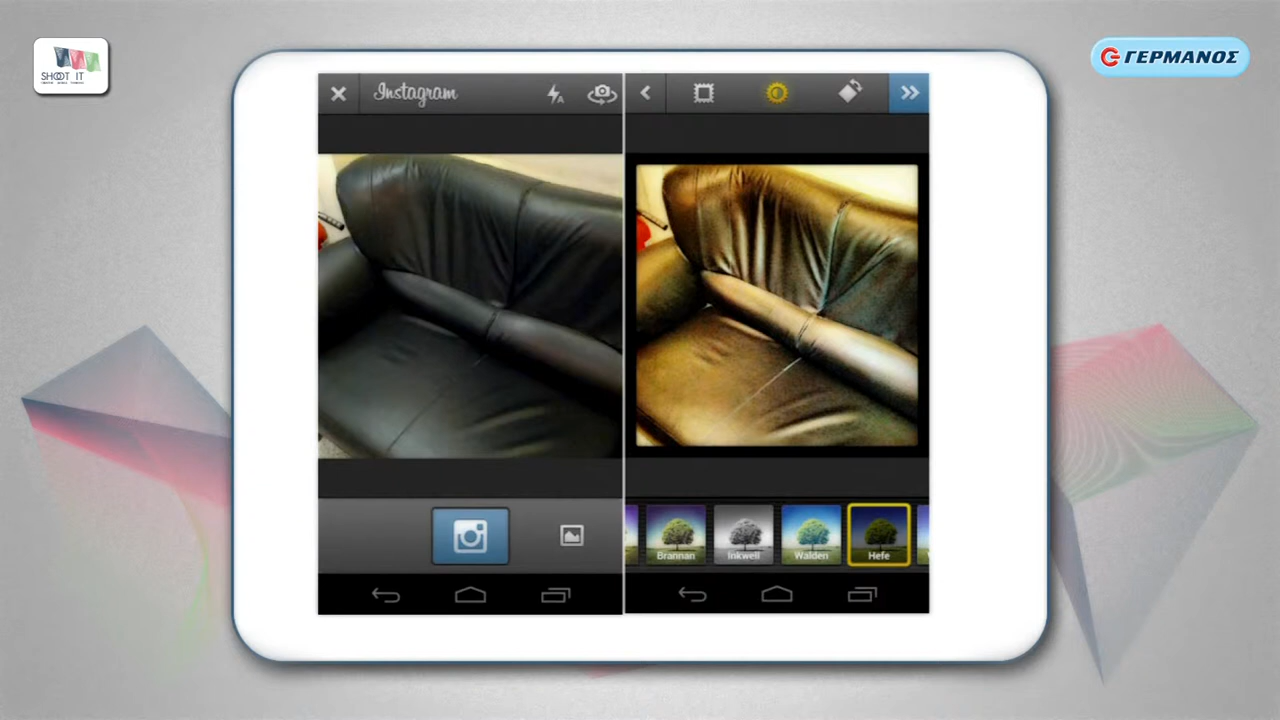 SHOOT IT
ΓΕΡΜΑΝΟΣ
Instagram
Brannan
Inkwell
Walden
Hefe